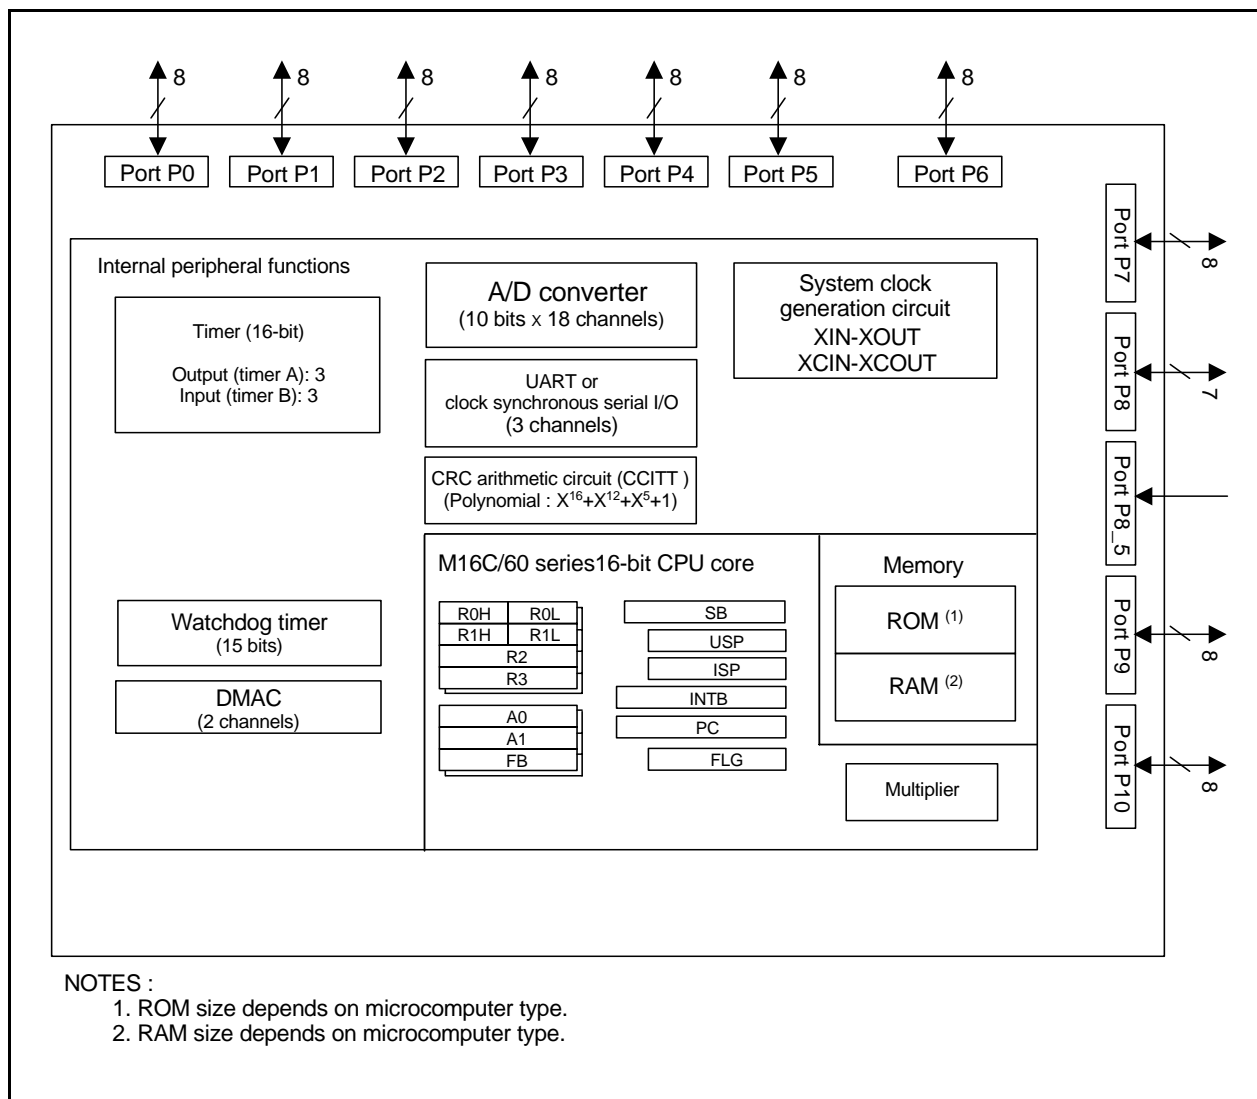 8 8 8 8 8 8 8
Port P0 Port P1 Port P2 Port P3 Port P4 Port P5 Port P6
Port P7
8
Port P8
7
Port P8_5
Port P9
8
Port P10
8
Internal peripheral functions
Timer (16-bit)
Output (timer A): 3
Input (timer B): 3
A/D converter
(10 bits x 18 channels)
System clock
generation circuit
XIN-XOUT
XCIN-XCOUT
UART or
clock synchronous serial I/O
(3 channels)
CRC arithmetic circuit (CCITT )
(Polynomial : X¹⁶+X¹²+X⁵+1)
Watchdog timer
(15 bits)
DMAC
(2 channels)
M16C/60 series16-bit CPU core
R0H R0L
R1H R1L
R2
R3
A0
A1
FB
SB
USP
ISP
INTB
PC
FLG
Memory
ROM (1)
RAM (2)
Multiplier
NOTES :
1. ROM size depends on microcomputer type.
2. RAM size depends on microcomputer type.